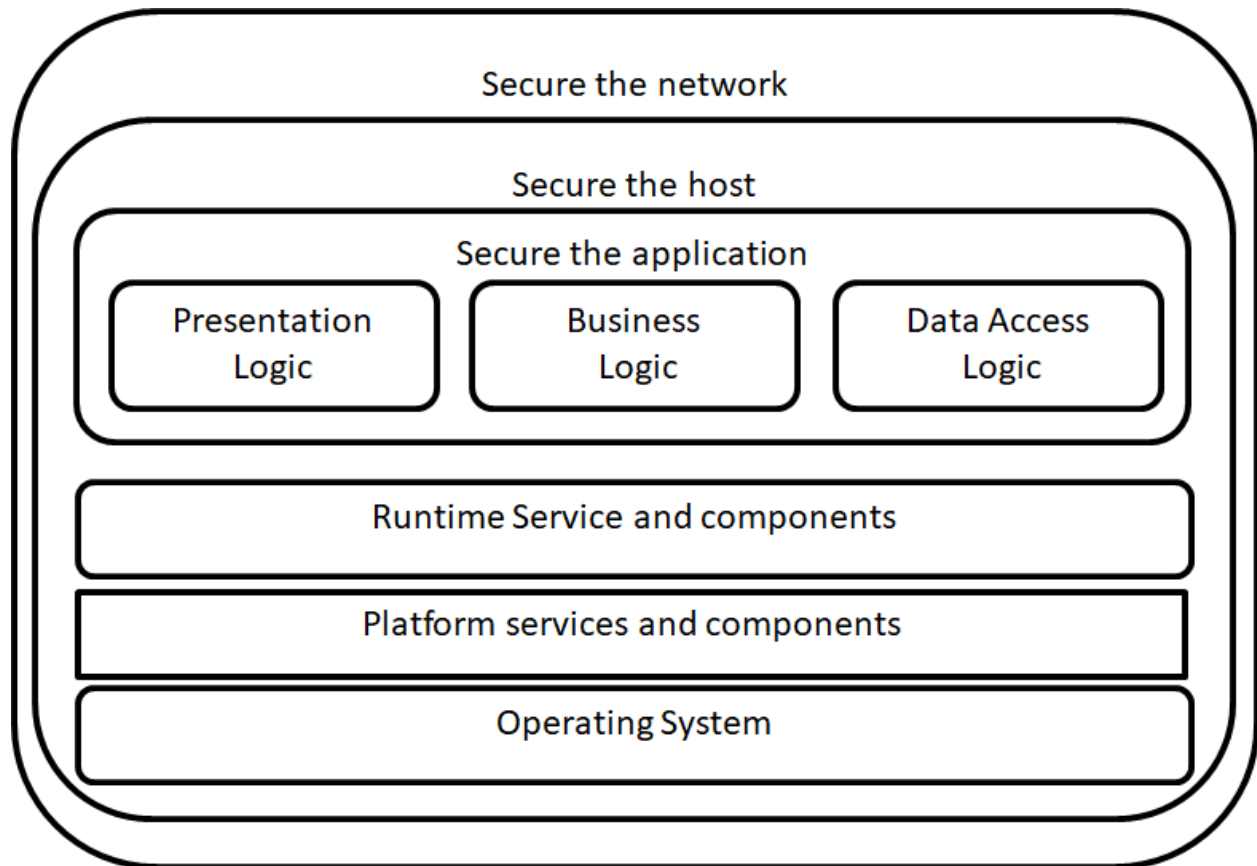 Secure the network
Secure the host
Secure the application
Presentation
Logic
Business
Logic
Data Access
Logic
Runtime Service and components
Platform services and components
Operating System